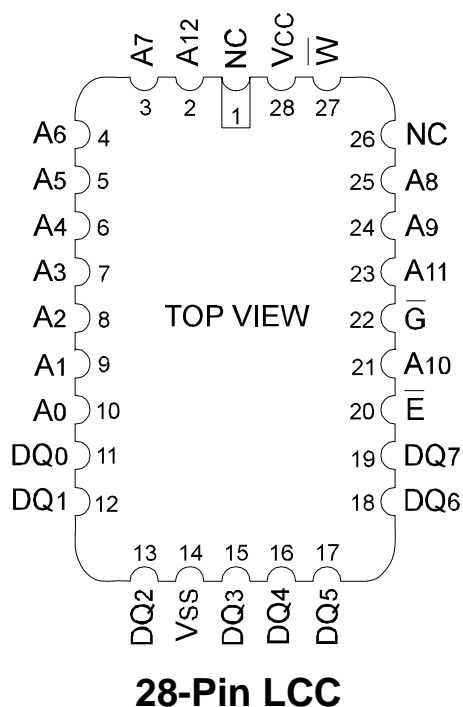 A7 A12 NC VCC W̅
3 2 1 28 27
A6 4 26 NC
A5 5 25 A8
A4 6 24 A9
A3 7 23 A11
A2 8 TOP VIEW 22 G̅
A1 9 21 A10
A0 10 20 E̅
DQ0 11 19 DQ7
DQ1 12 18 DQ6
13 14 15 16 17
DQ2 VSS DQ3 DQ4 DQ5
28-Pin LCC